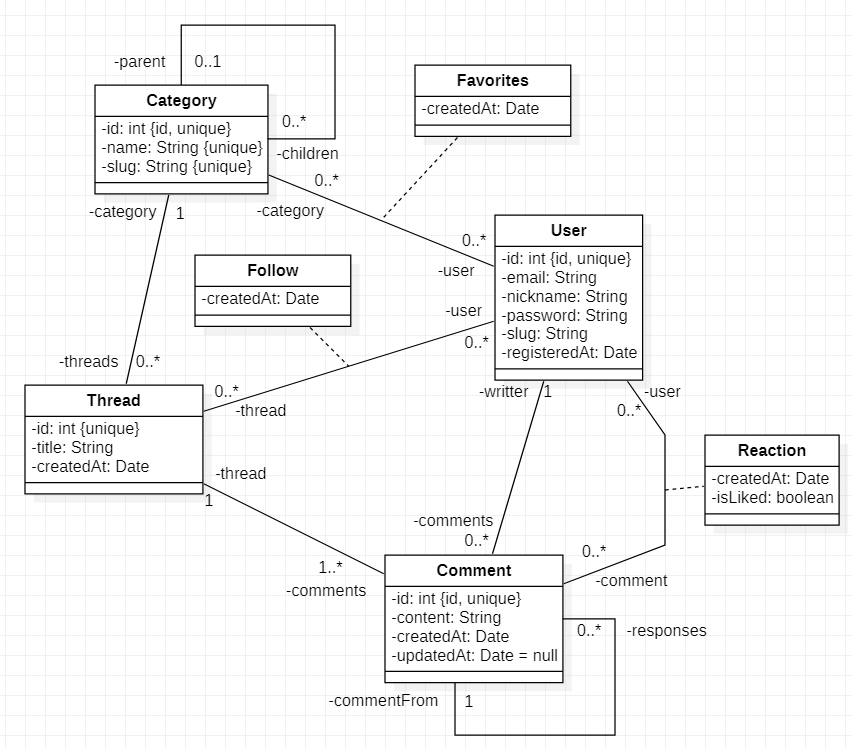 -parent 0..1
Category
-id: int {id, unique}
-name: String {unique}
-slug: String {unique}
0..*
-children
Favorites
-createdAt: Date
0..*
-category
0..*
-user
-category 1
-threads 0..*
User
-id: int {id, unique}
-email: String
-nickname: String
-password: String
-slug: String
-registeredAt: Date
Follow
-createdAt: Date
-user
0..*
0..*
-thread
Thread
-id: int {unique}
-title: String
-createdAt: Date
-thread
1
1..*
-comments
-writter 1
-comments
0..*
-user
0..*
Reaction
-createdAt: Date
-isLiked: boolean
0..*
-comment
Comment
-id: int {id, unique}
-content: String
-createdAt: Date
-updatedAt: Date = null
0..* -responses
-commentFrom 1